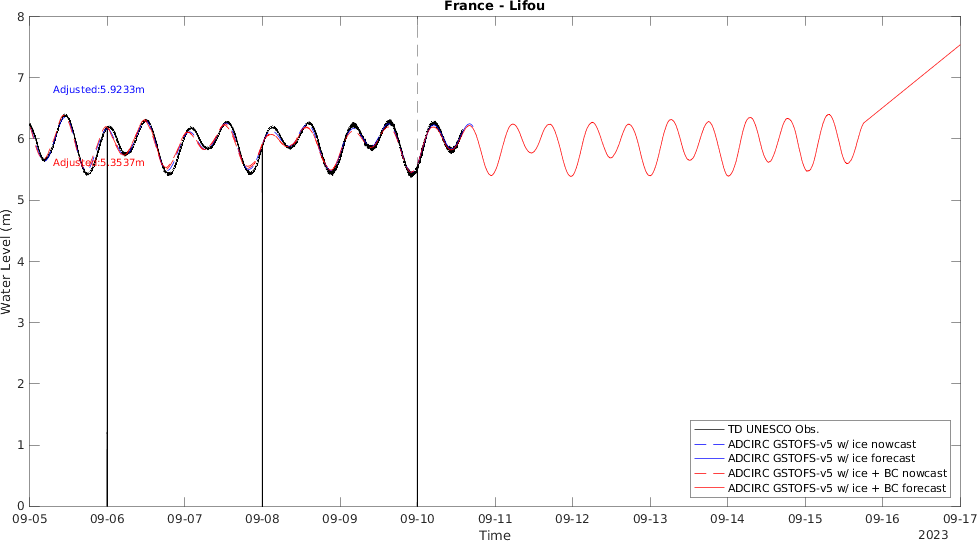 France - Lifou
8
7
6
5
4
3
2
1
0
Water Level (m)
Adjusted:5.9233m
Adjusted:5.3537m
TD UNESCO Obs.
ADCIRC GSTOFS-v5 w/ ice nowcast
ADCIRC GSTOFS-v5 w/ ice forecast
ADCIRC GSTOFS-v5 w/ ice + BC nowcast
ADCIRC GSTOFS-v5 w/ ice + BC forecast
09-05 09-06 09-07 09-08 09-09 09-10 09-11 09-12 09-13 09-14 09-15 09-16 09-17
Time
2023